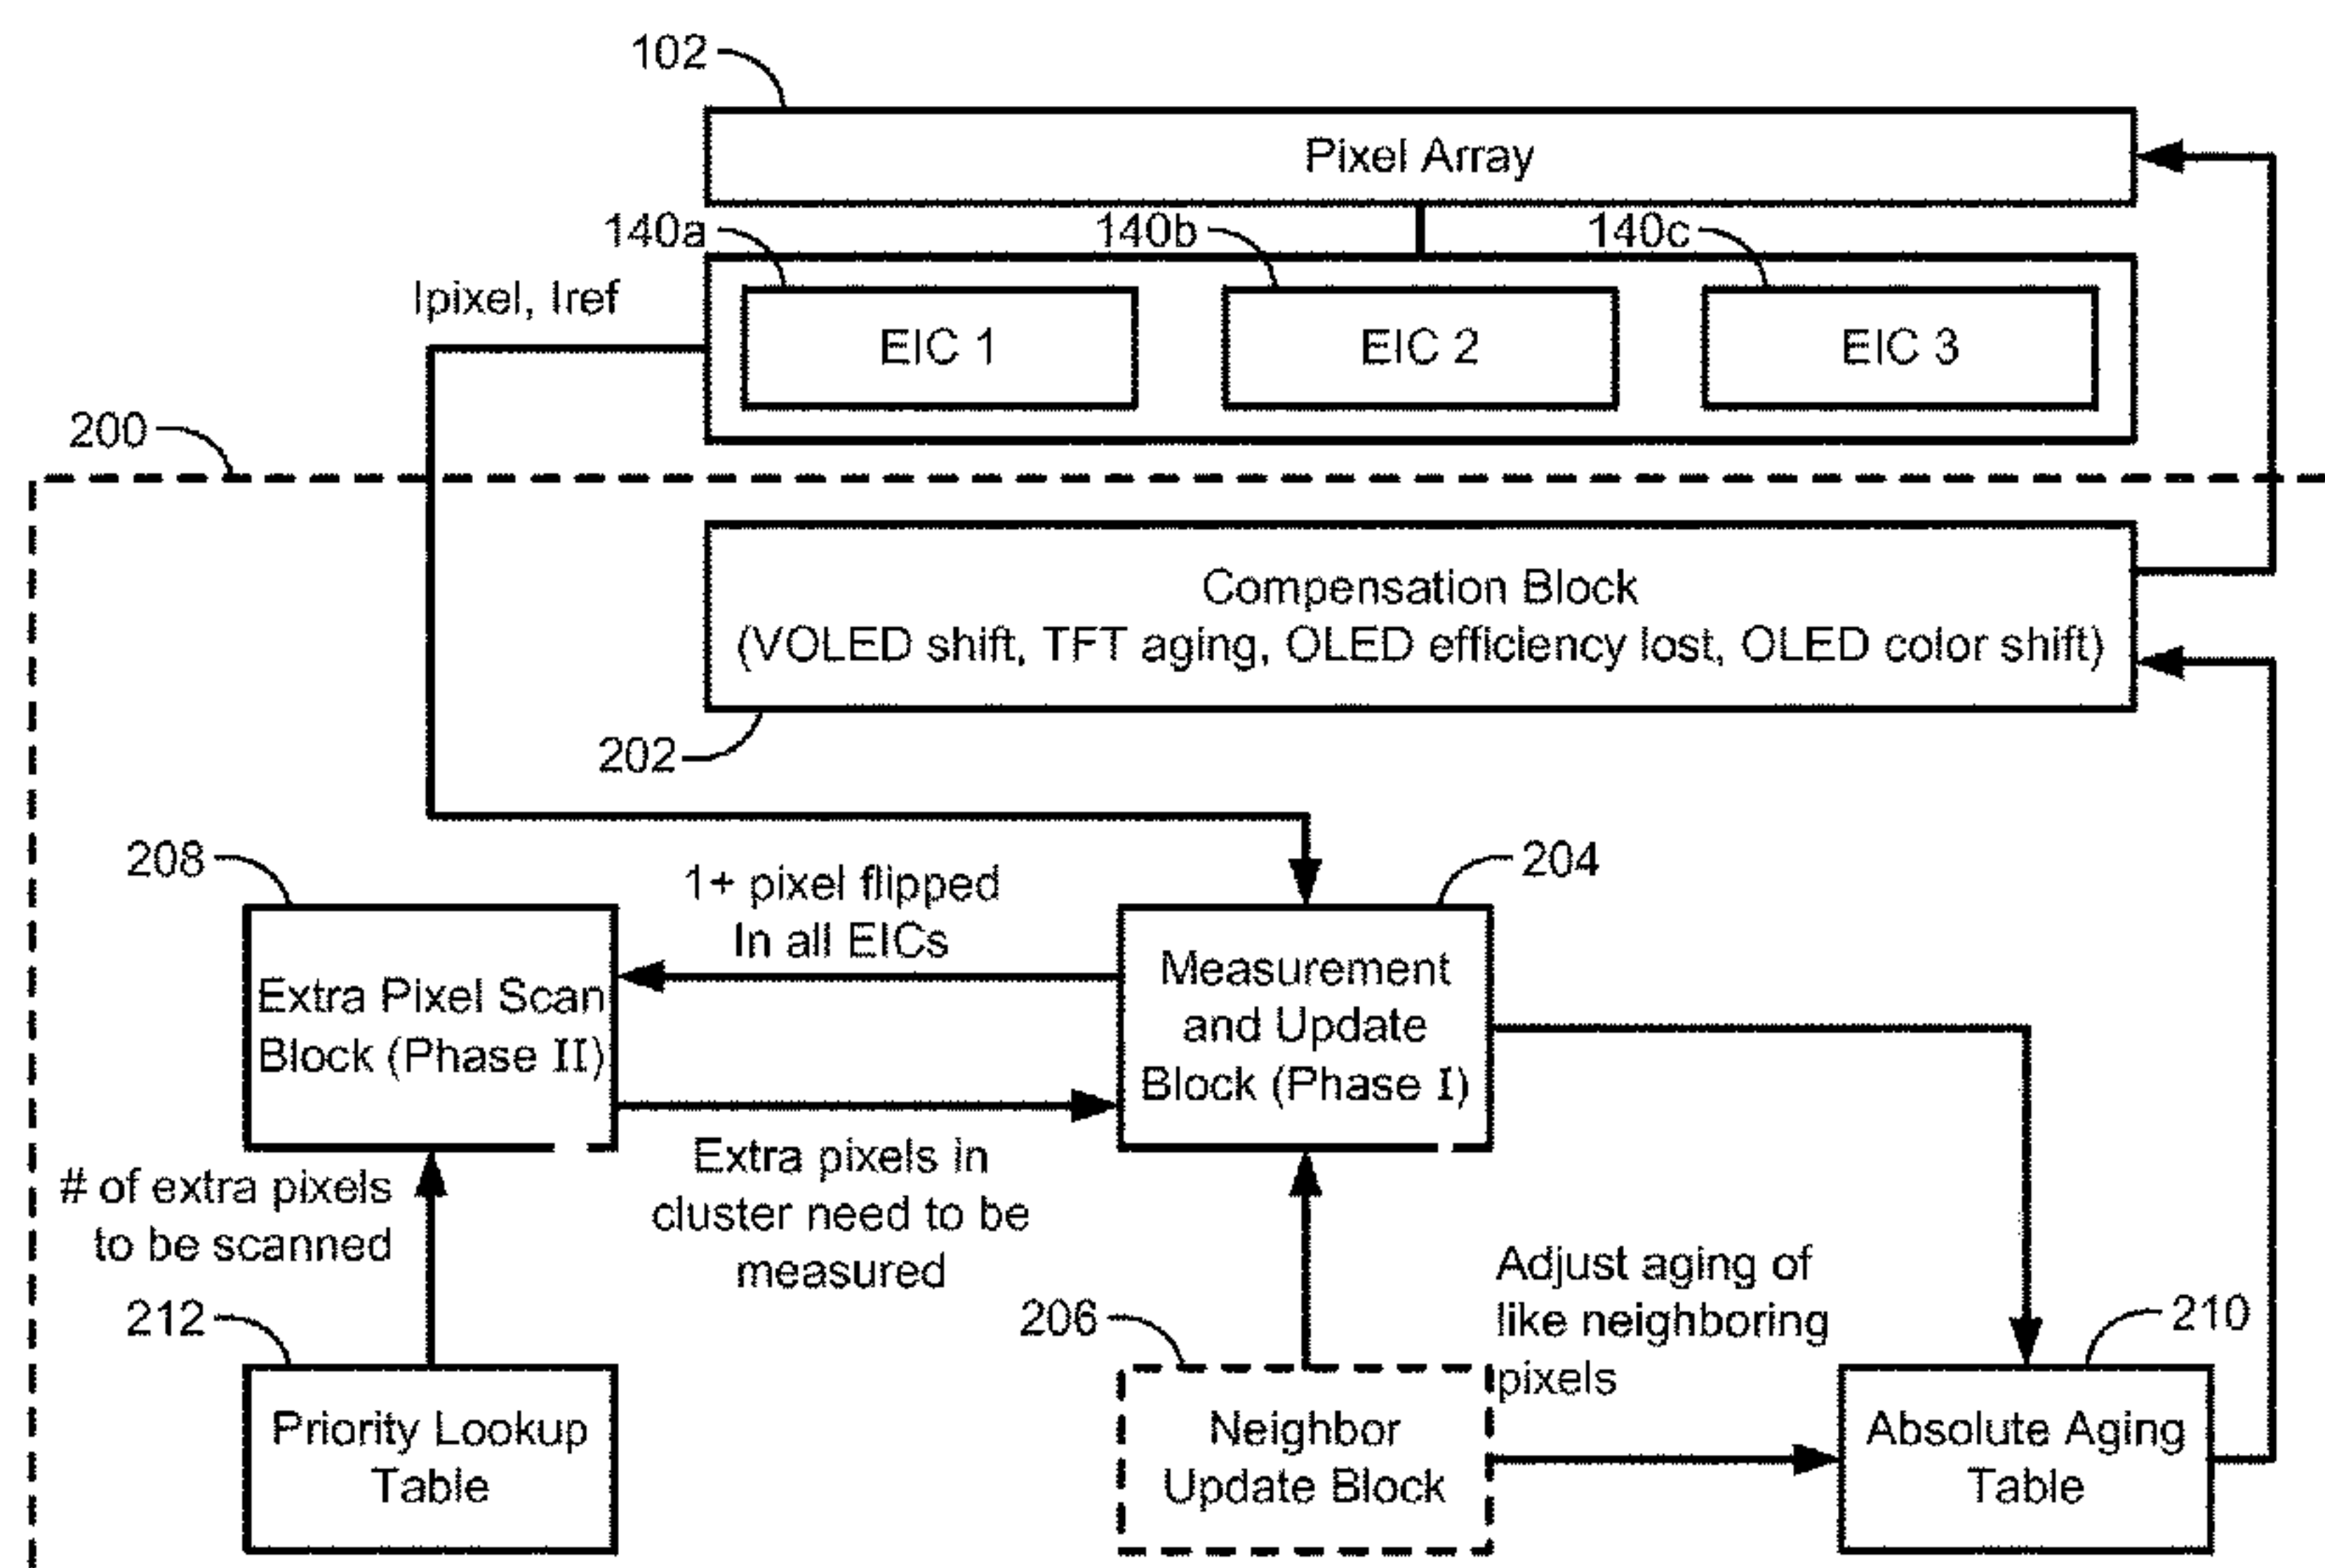 102
Pixel Array
140a
140b
140c
Ipixel, Iref
EIC 1
EIC 2
EIC 3
200
Compensation Block
(VOLED shift, TFT aging, OLED efficiency lost, OLED color shift)
202
208
1+ pixel flipped
In all EICs
204
Extra Pixel Scan
Block (Phase II)
Measurement
and Update
Block (Phase I)
# of extra pixels
to be scanned
Extra pixels in
cluster need to be
measured
Adjust aging of
like neighboring
pixels
212
206
210
Priority Lookup
Table
Neighbor
Update Block
Absolute Aging
Table